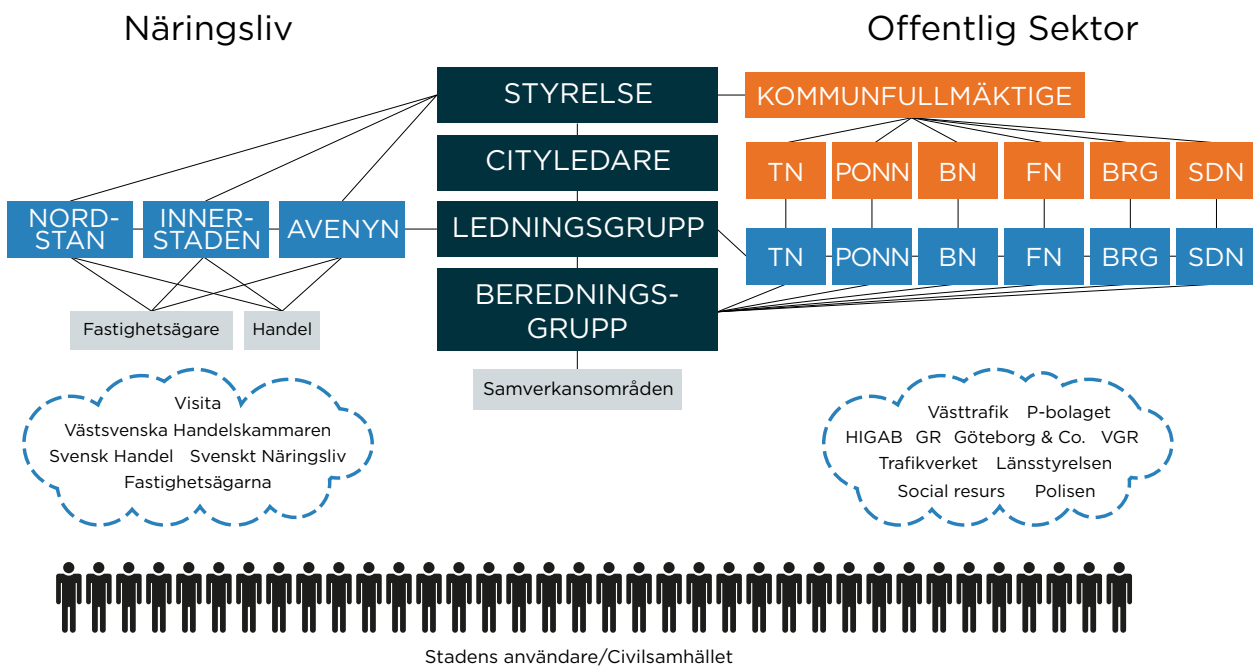 Näringsliv
Offentlig Sektor
STYRELSE
KOMMUNFULLMÄKTIGE
CITYLEDARE
TN PONN BN FN BRG SDN
NORD-
STAN
INNER-
STADEN
AVENYN
LEDNINGSGRUPP
TN PONN BN FN BRG SDN
BEREDNINGS-
GRUPP
Fastighetsägare
Handel
Samverkansområden
Visita
Västsvenska Handelskammaren
Svensk Handel Svenskt Näringsliv
Fastighetsägarna
Västtrafik P-bolaget
HIGAB GR Göteborg & Co. VGR
Trafikverket Länsstyrelsen
Social resurs Polisen
Stadens användare/Civilsamhället